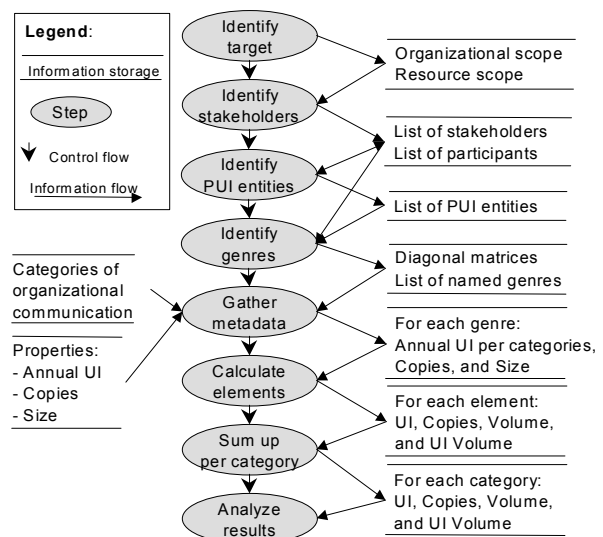 Legend:
Information storage
Step
Control flow
Information flow
Identify
target
Organizational scope
Resource scope
Identify
stakeholders
List of stakeholders
List of participants
Identify
PUI entities
List of PUI entities
Identify
genres
Diagonal matrices
List of named genres
Categories of
organizational
communication
Gather
metadata
Properties:
- Annual UI
- Copies
- Size
For each genre:
Annual UI per categories,
Copies, and Size
Calculate
elements
For each element:
UI, Copies, Volume,
and UI Volume
Sum up
per category
For each category:
UI, Copies, Volume,
and UI Volume
Analyze
results